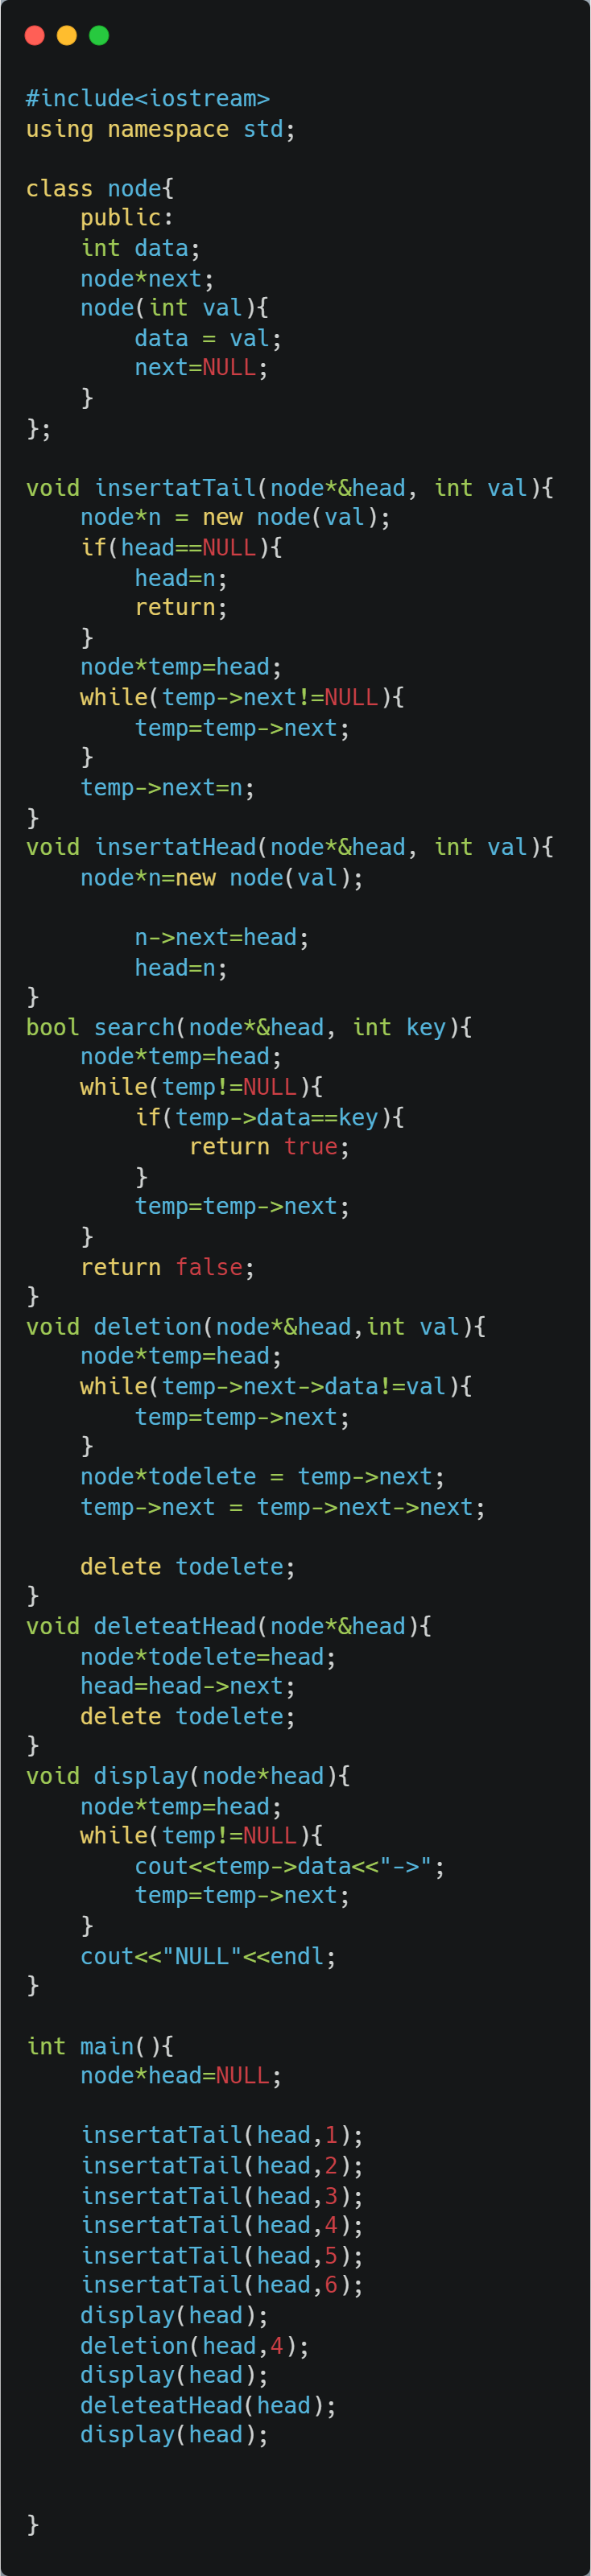 #include<iostream>
using namespace std;

class node{
    public:
    int data;
    node*next;
    node(int val){
        data = val;
        next=NULL;
    }
};

void insertatTail(node*&head, int val){
    node*n = new node(val);
    if(head==NULL){
        head=n;
        return;
    }
    node*temp=head;
    while(temp->next!=NULL){
        temp=temp->next;
    }
    temp->next=n;
}
void insertatHead(node*&head, int val){
    node*n=new node(val);

        n->next=head;
        head=n;
}
bool search(node*&head, int key){
    node*temp=head;
    while(temp!=NULL){
        if(temp->data==key){
            return true;
        }
        temp=temp->next;
    }
    return false;
}
void deletion(node*&head,int val){
    node*temp=head;
    while(temp->next->data!=val){
        temp=temp->next;
    }
    node*todelete = temp->next;
    temp->next = temp->next->next;

    delete todelete;
}
void deleteatHead(node*&head){
    node*todelete=head;
    head=head->next;
    delete todelete;
}
void display(node*head){
    node*temp=head;
    while(temp!=NULL){
        cout<<temp->data<<"->";
        temp=temp->next;
    }
    cout<<"NULL"<<endl;
}

int main(){
    node*head=NULL;

    insertatTail(head,1);
    insertatTail(head,2);
    insertatTail(head,3);
    insertatTail(head,4);
    insertatTail(head,5);
    insertatTail(head,6);
    display(head);
    deletion(head,4);
    display(head);
    deleteatHead(head);
    display(head);


}